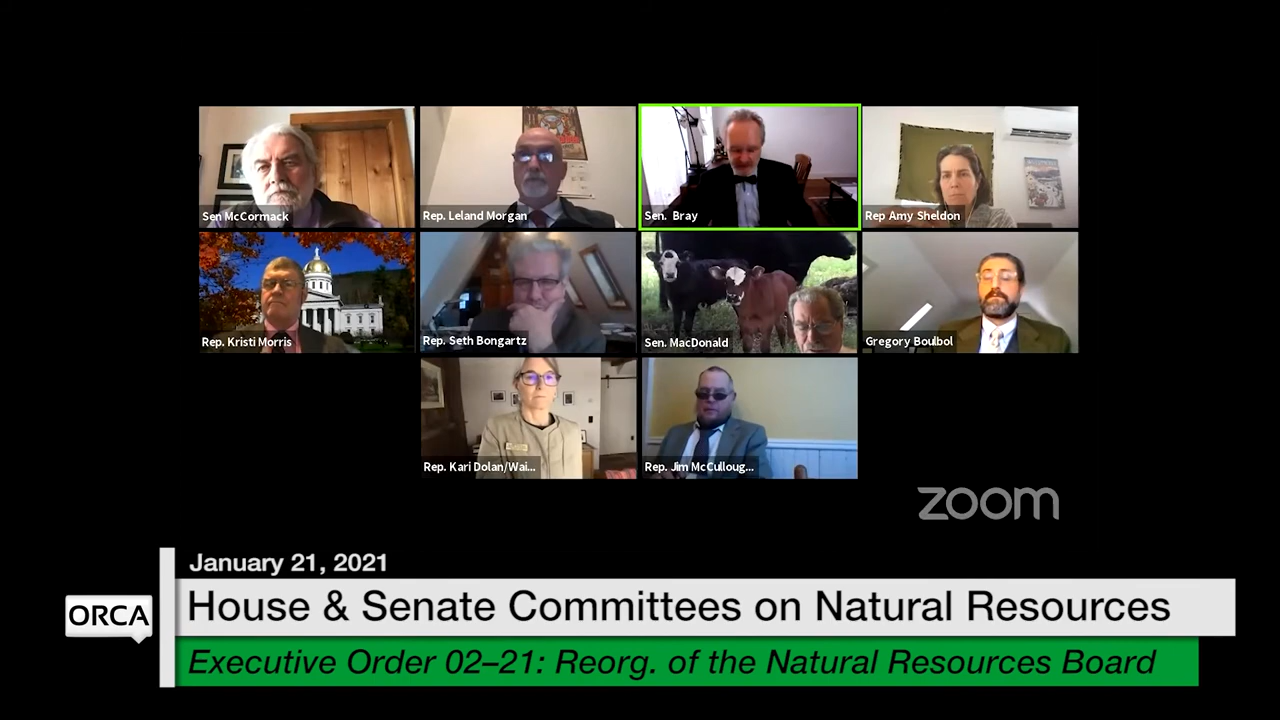 Sen McCormack
Rep. Leland Morgan
Sen. Bray
Rep Amy Sheldon
Rep. Kristi Morris
Rep. Seth Bongartz
Sen. MacDonald
Gregory Boulbol
Rep. Kari Dolan/Wai...
Rep. Jim McCulloug...
zoom
January 21, 2021
ORCA
House & Senate Committees on Natural Resources
Executive Order 02–21: Reorg. of the Natural Resources Board